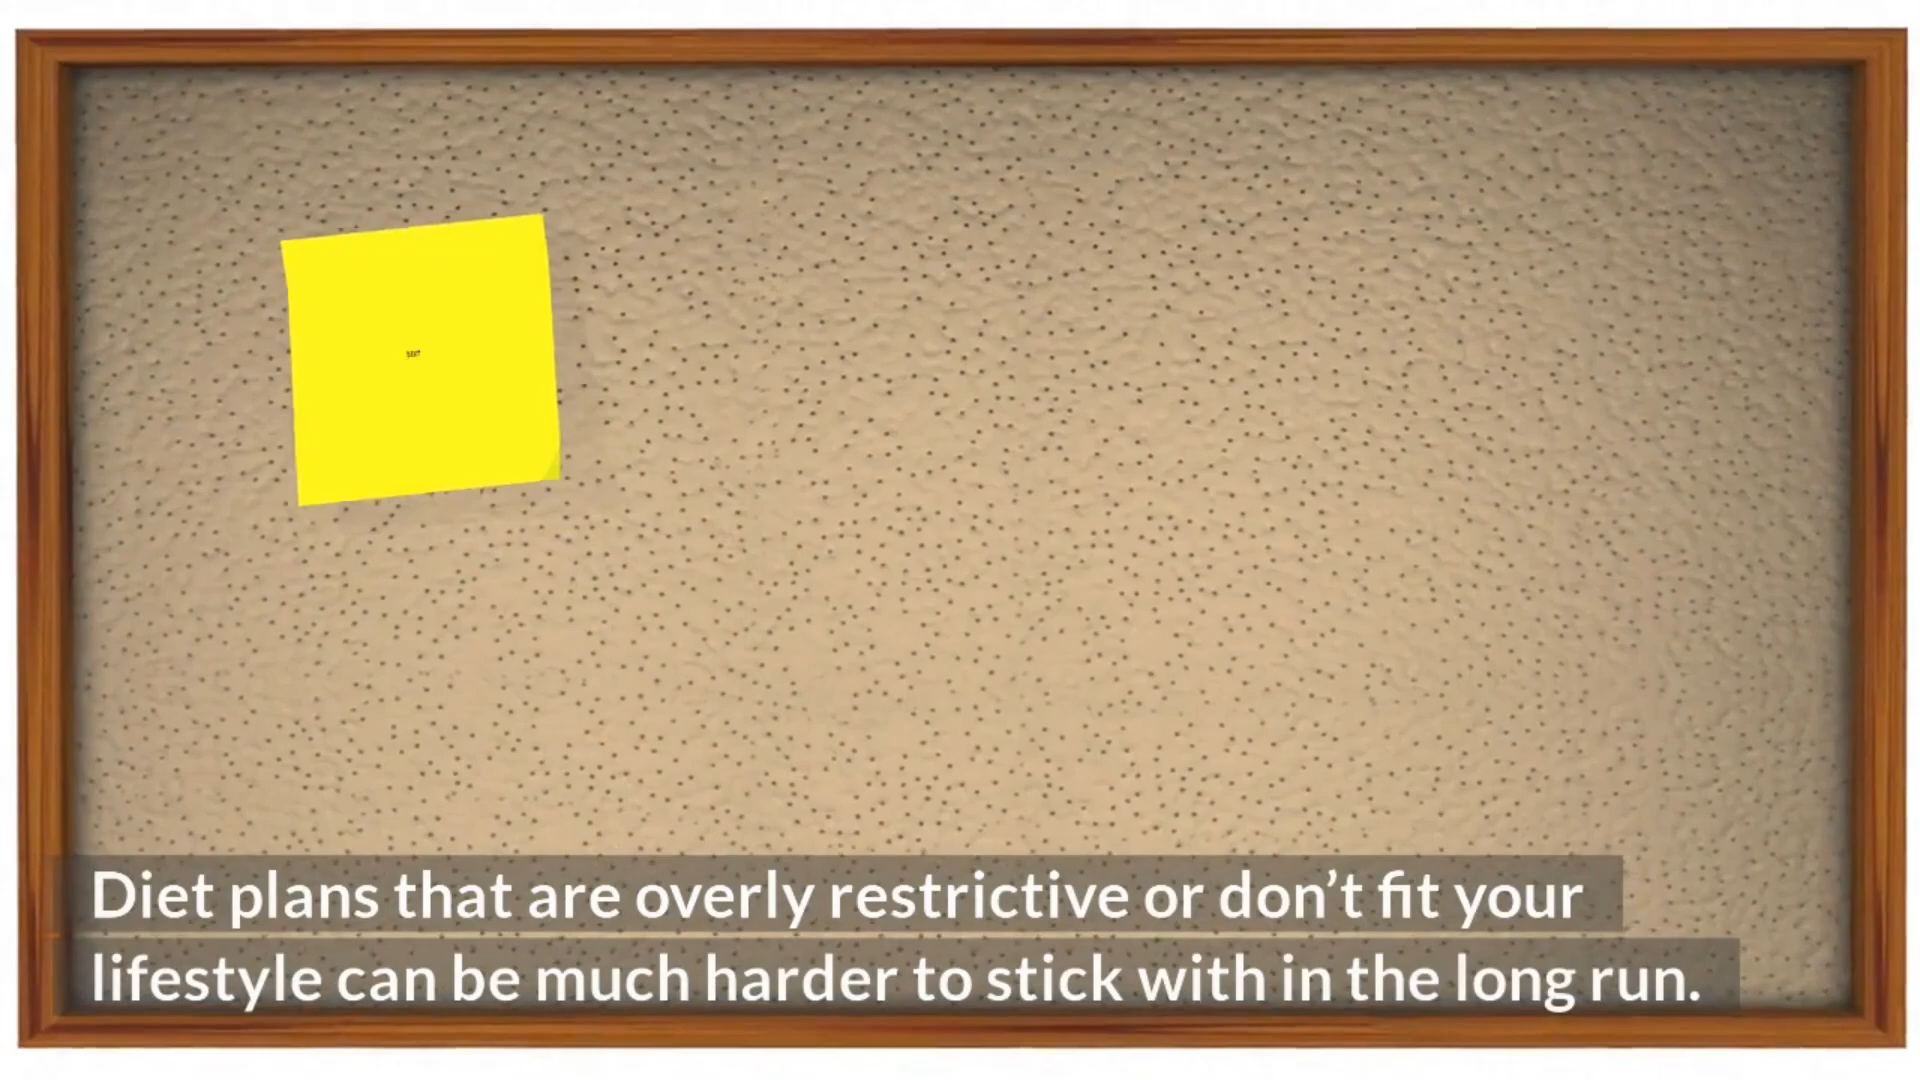 Diet plans that are overly restrictive or don’t fit your
lifestyle can be much harder to stick with in the long run.